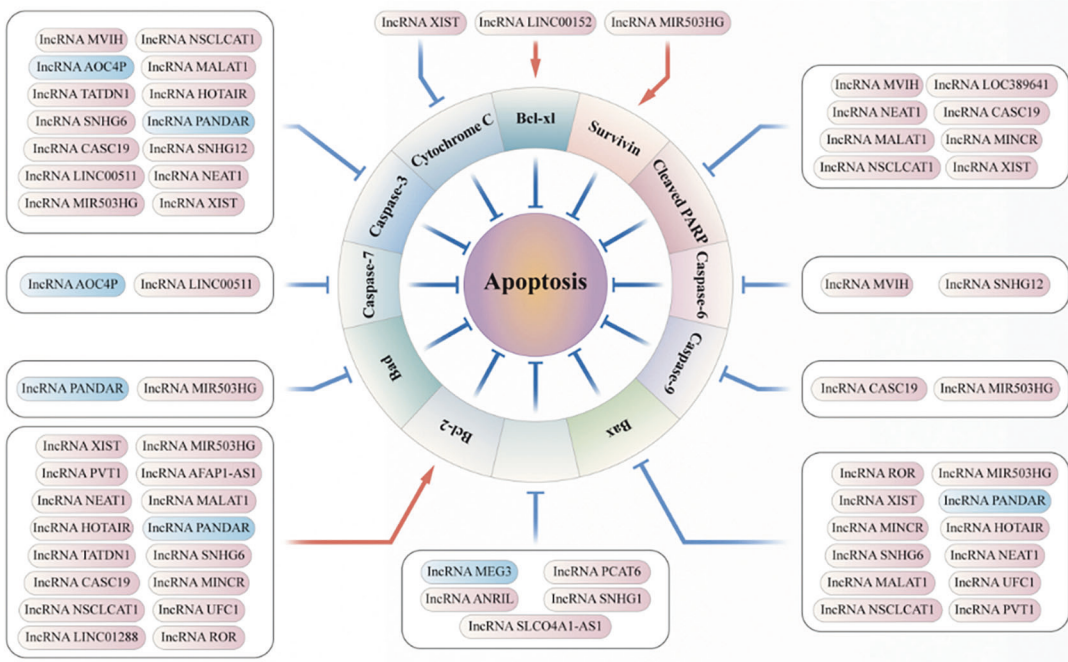 lncRNA XIST lncRNA LINC00152 lncRNA MIR503HG
lncRNA MVIH lncRNA NSCLCAT1
lncRNA AOC4P lncRNA MALAT1
lncRNA TATDN1 lncRNA HOTAIR
lncRNA SNHG6 lncRNA PANDAR
lncRNA CASC19 lncRNA SNHG12
lncRNA LINC00511 lncRNA NEAT1
lncRNA MIR503HG lncRNA XIST
lncRNA AOC4P lncRNA LINC00511
lncRNA PANDAR lncRNA MIR503HG
lncRNA XIST lncRNA MIR503HG
lncRNA PVT1 lncRNA AFAP1-AS1
lncRNA NEAT1 lncRNA MALAT1
lncRNA HOTAIR lncRNA PANDAR
lncRNA TATDN1 lncRNA SNHG6
lncRNA CASC19 lncRNA MINCR
lncRNA NSCLCAT1 lncRNA UFC1
lncRNA LINC01288 lncRNA ROR
Bcl-xl
Survivin
Cleaved PARP
Caspase-6
Caspase-9
Bax
Bcl-2
Bad
Caspase-7
Caspase-3
Cytochrome C
Apoptosis
lncRNA MEG3 lncRNA PCAT6
lncRNA ANRIL lncRNA SNHG1
lncRNA SLCO4A1-AS1
lncRNA MVIH lncRNA LOC389641
lncRNA NEAT1 lncRNA CASC19
lncRNA MALAT1 lncRNA MINCR
lncRNA NSCLCAT1 lncRNA XIST
lncRNA MVIH lncRNA SNHG12
lncRNA CASC19 lncRNA MIR503HG
lncRNA ROR lncRNA MIR503HG
lncRNA XIST lncRNA PANDAR
lncRNA MINCR lncRNA HOTAIR
lncRNA SNHG6 lncRNA NEAT1
lncRNA MALAT1 lncRNA UFC1
lncRNA NSCLCAT1 lncRNA PVT1